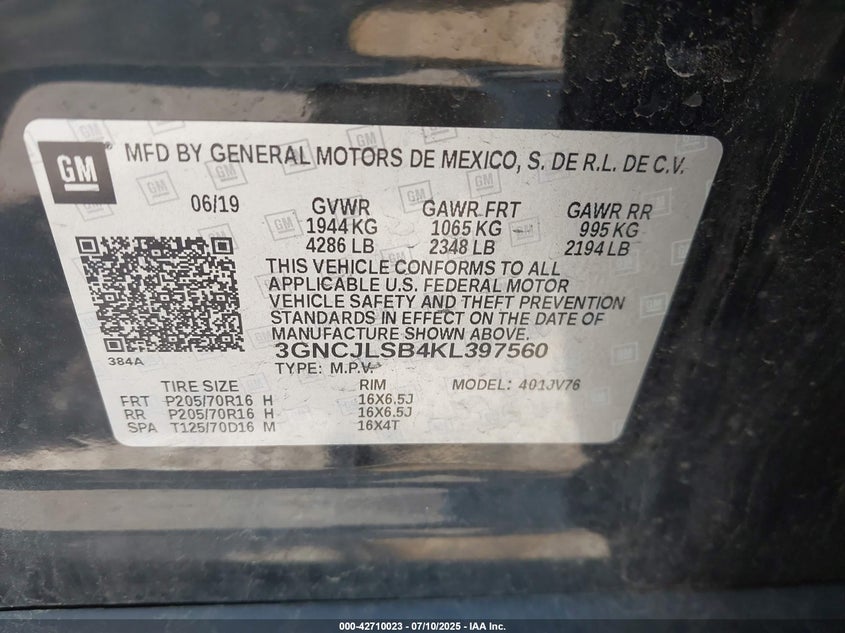 GM
MFD BY GENERAL MOTORS DE MEXICO, S. DE R.L. DE C.V.
06/19 GVWR GAWR FRT GAWR RR
1944 KG 1065 KG 995 KG
4286 LB 2348 LB 2194 LB
THIS VEHICLE CONFORMS TO ALL
APPLICABLE U.S. FEDERAL MOTOR
VEHICLE SAFETY AND THEFT PREVENTION
STANDARDS IN EFFECT ON THE DATE OF
MANUFACTURE SHOWN ABOVE.
384A 3GNCJLSB4KL397560
TYPE: M.P.V.
TIRE SIZE RIM MODEL: 401JV76
FRT P205/70R16 H 16X6.5J
RR P205/70R16 H 16X6.5J
SPA T125/70D16 M 16X4T
000-42710023 // 07/10/2025 // IAA Inc.